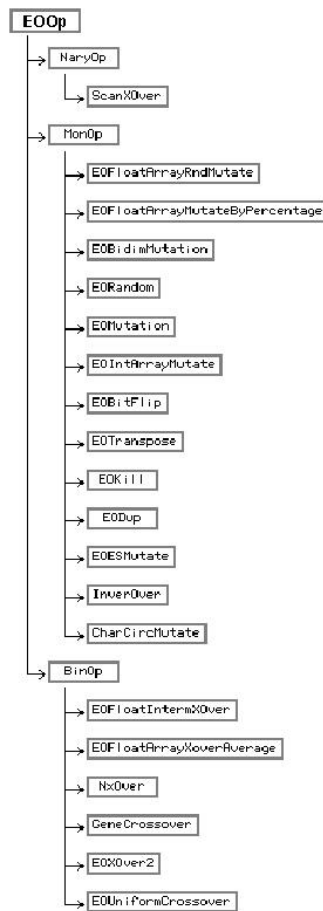 EOOp
NaryOp
ScanXOver
MonOp
EOFloatArrayRndMutate
EOFloatArrayMutateByPercentage
EOBidimMutation
EORandom
EOMutation
EOIntArrayMutate
EOBitFlip
EOTranspose
EOKill
EODup
EOESMutate
InverOver
CharCircMutate
BinOp
EOFloatIntermXOver
EOFloatArrayXoverAverage
NxOver
GeneCrossover
EOXOver2
EOUniformCrossover